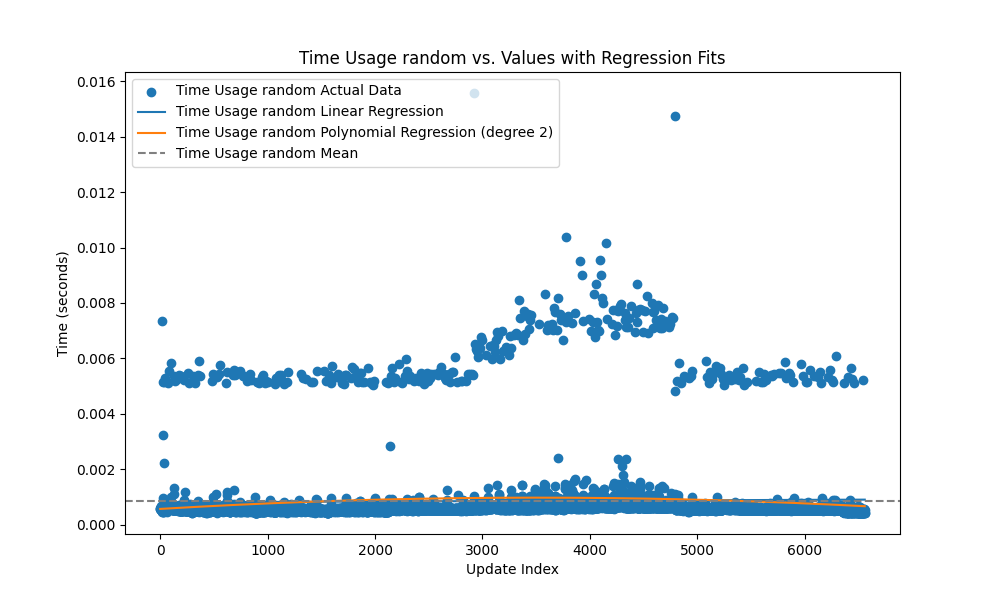 Time Usage random vs. Values with Regression Fits
0.016
0.014
0.012
0.010
0.008
0.006
0.004
0.002
0.000
Time (seconds)
Time Usage random Actual Data
Time Usage random Linear Regression
Time Usage random Polynomial Regression (degree 2)
Time Usage random Mean
0 1000 2000 3000 4000 5000 6000
Update Index